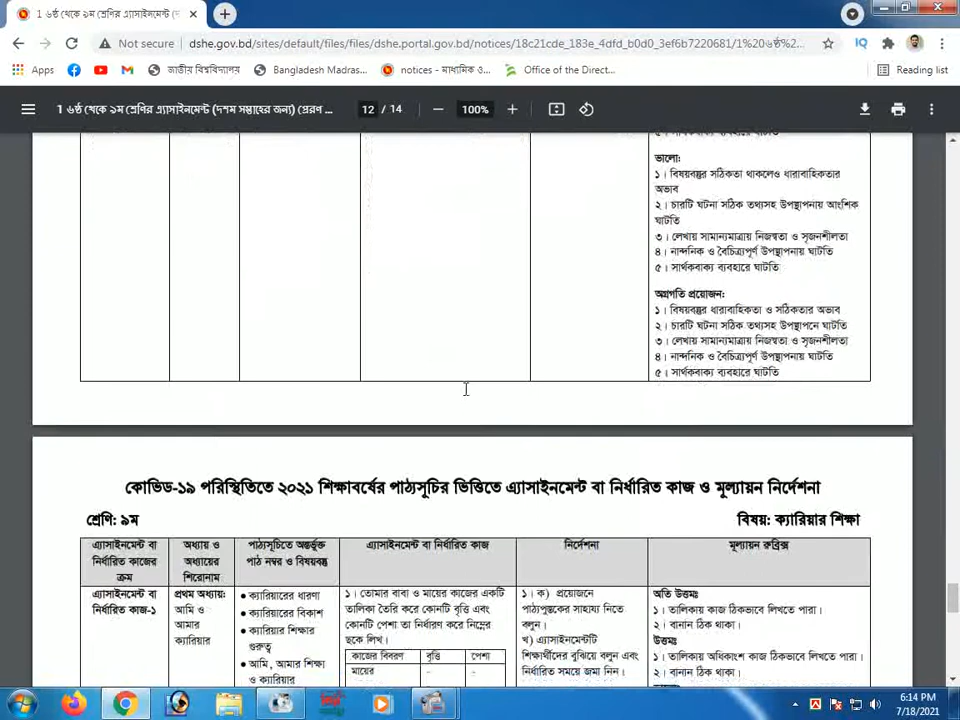 1 ৬ষ্ঠ থেকে ৯ম শ্রেণির এ্যাসাইনমেন্ট (দ
Not secure
dshe.gov.bd/sites/default/files/files/dshe.portal.gov.bd/notices/18c21cde_183e_4dfd_b0d0_3ef6b7220681/1%20৬ষ্ঠ%2...
Apps
জাতীয় বিশ্ববিদ্যালয়
Bangladesh Madras...
notices - মাধ্যমিক ও...
Office of the Direct...
Reading list
1 ৬ষ্ঠ থেকে ৯ম শ্রেণির এ্যাসাইনমেন্ট (দশম সপ্তাহের জন্য) (প্রেরণ ...
12 / 14
100%
৫। সার্থকবাক্য ব্যবহারে ঘাটতি
ভালো:
১। বিষয়বস্তুর সঠিকতা থাকলেও ধারাবাহিকতার
অভাব
২। চারটি ঘটনা সঠিক তথ্যসহ উপস্থাপনায় আংশিক
ঘাটতি
৩। লেখায় সামান্যমাত্রায় নিজস্বতা ও সৃজনশীলতা
৪। নান্দনিক ও বৈচিত্র্যপূর্ণ উপস্থাপনায় ঘাটতি
৫। সার্থকবাক্য ব্যবহারে ঘাটতি
অগ্রগতি প্রয়োজন:
১। বিষয়বস্তুর ধারাবাহিকতা ও সঠিকতার অভাব
২। চারটি ঘটনা সঠিক তথ্যসহ উপস্থাপনে ঘাটতি
৩। লেখায় সামান্যমাত্রায় নিজস্বতা ও সৃজনশীলতা
৪। নান্দনিক ও বৈচিত্র্যপূর্ণ উপস্থাপনায় ঘাটতি
৫। সার্থকবাক্য ব্যবহারে ঘাটতি
কোভিড-১৯ পরিস্থিতিতে ২০২১ শিক্ষাবর্ষের পাঠ্যসূচির ভিত্তিতে এ্যাসাইনমেন্ট বা নির্ধারিত কাজ ও মূল্যায়ন নির্দেশনা
শ্রেণি: ৯ম
বিষয়: ক্যারিয়ার শিক্ষা
এ্যাসাইনমেন্ট বা
নির্ধারিত কাজের
ক্রম
অধ্যায় ও
অধ্যায়ের
শিরোনাম
পাঠ্যসূচিতে অন্তর্ভুক্ত
পাঠ নম্বর ও বিষয়বস্তু
এ্যাসাইনমেন্ট বা নির্ধারিত কাজ
নির্দেশনা
মূল্যায়ন রুব্রিক্স
এ্যাসাইনমেন্ট বা
নির্ধারিত কাজ-১
প্রথম অধ্যায়:
আমি ও
আমার
ক্যারিয়ার
● ক্যারিয়ারের ধারণা
● ক্যারিয়ারের বিকাশ
● ক্যারিয়ার শিক্ষার
গুরুত্ব
● আমি, আমার শিক্ষা
ও ক্যারিয়ার
১। তোমার বাবা ও মায়ের কাজের একটি
তালিকা তৈরি করে কোনটি বৃত্তি এবং
কোনটি পেশা তা নির্ধারণ করে নিম্নের
ছকে লিখ।
কাজের বিবরণ বৃত্তি পেশা
মায়ের - -
১। ক) প্রয়োজনে
পাঠ্যপুস্তকের সাহায্য নিতে
বলুন।
খ) এ্যাসাইনমেন্টটি
শিক্ষার্থীদের বুঝিয়ে বলুন এবং
নির্ধারিত সময়ে জমা নিন।
অতি উত্তমঃ
১। তালিকায় কাজ ঠিকভাবে লিখতে পারা।
২। বানান ঠিক থাকা।
উত্তমঃ
১। তালিকায় অধিকাংশ কাজ ঠিকভাবে লিখতে পারা।
২। বানান ঠিক থাকা।
6:14 PM
7/18/2021